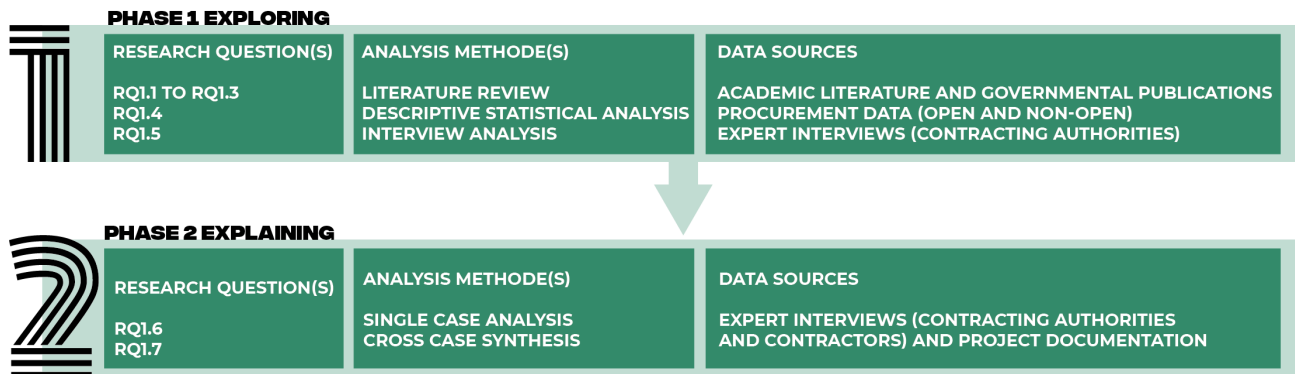 1
PHASE 1 EXPLORING
RESEARCH QUESTION(S)
RQ1.1 TO RQ1.3
RQ1.4
RQ1.5
ANALYSIS METHODE(S)
LITERATURE REVIEW
DESCRIPTIVE STATISTICAL ANALYSIS
INTERVIEW ANALYSIS
DATA SOURCES
ACADEMIC LITERATURE AND GOVERNMENTAL PUBLICATIONS
PROCUREMENT DATA (OPEN AND NON-OPEN)
EXPERT INTERVIEWS (CONTRACTING AUTHORITIES)
2
PHASE 2 EXPLAINING
RESEARCH QUESTION(S)
RQ1.6
RQ1.7
ANALYSIS METHODE(S)
SINGLE CASE ANALYSIS
CROSS CASE SYNTHESIS
DATA SOURCES
EXPERT INTERVIEWS (CONTRACTING AUTHORITIES
AND CONTRACTORS) AND PROJECT DOCUMENTATION